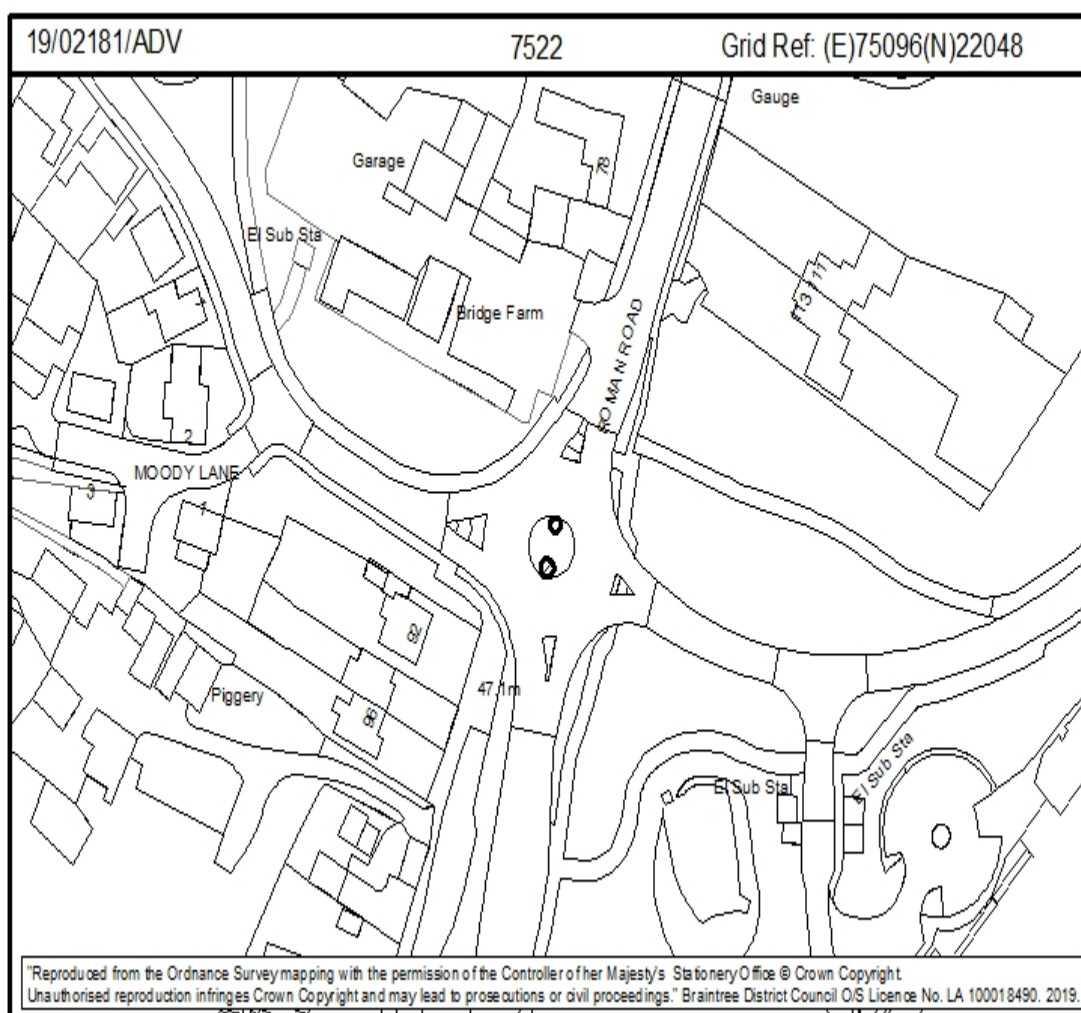 19/02181/ADV
7522
Grid Ref: (E)75096(N)22048
Gauge
Garage
78
El Sub Sta
111
113
Bridge Farm
ROMAN ROAD
2
MOODY LANE
3
1
92
Piggery
47.1m
96
El Sub Sta
El Sub Sta
"Reproduced from the Ordnance Survey mapping with the permission of the Controller of her Majesty's Stationery Office © Crown Copyright.
Unauthorised reproduction infringes Crown Copyright and may lead to prosecutions or civil proceedings." Braintree District Council O/S Licence No. LA 100018490. 2019.